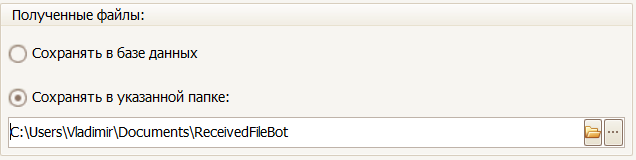 Полученные файлы:
Сохранять в базе данных
Сохранять в указанной папке:
C:\Users\Vladimir\Documents\ReceivedFileBot